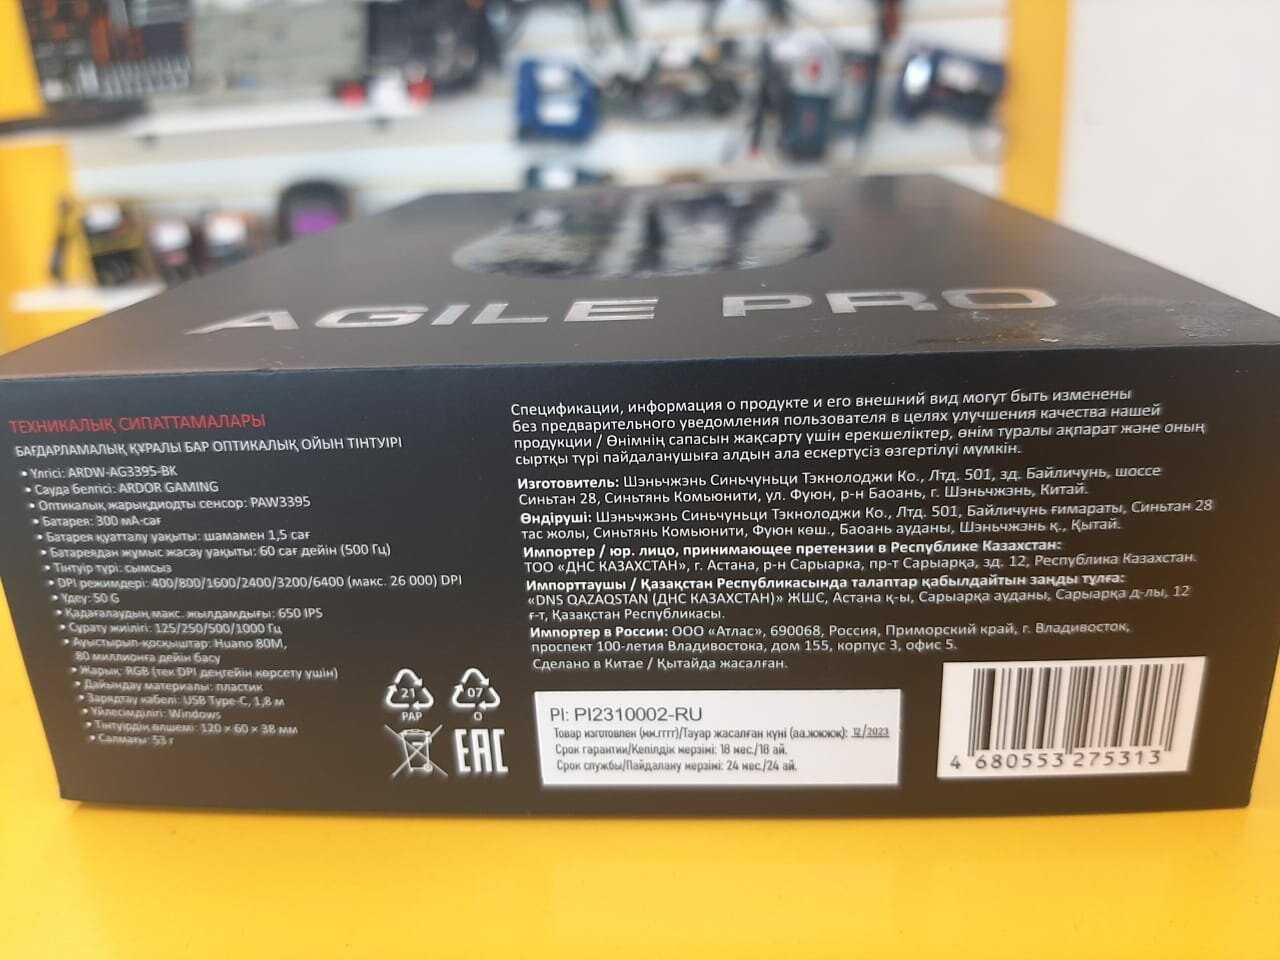 AGILE PRO
ТЕХНИКАЛЫҚ СИПАТТАМАЛАРЫ
БАҒДАРЛАМАЛЫҚ ҚҰРАЛЫ БАР ОПТИКАЛЫҚ ОЙЫН ТІНТУІРІ
• Үлгісі: ARDW-AG3395-BK
• Сауда белгісі: ARDOR GAMING
• Оптикалық жарықдиодты сенсор: PAW3395
• Батарея: 300 мА-сағ
• Батарея қуатталу уақыты: шамамен 1,5 сағ
• Батареядан жұмыс жасау уақыты: 60 сағ дейін (500 Гц)
• Тінтуір түрі: сымсыз
• DPI режимдері: 400/800/1600/2400/3200/6400 (макс. 26 000) DPI
• Үдеу: 50 G
• Қадағалаудың макс. жылдамдығы: 650 IPS
• Сұрату жиілігі: 125/250/500/1000 Гц
• Ауыстырып-қосқыштар: Huano 80M,
80 миллионға дейін басу
• Жарық: RGB (тек DPI деңгейін көрсету үшін)
• Дайындау материалы: пластик
• Зарядтау кабелі: USB Type-C, 1,8 м
• Үйлесімділігі: Windows
• Тінтуірдің өлшемі: 120 × 60 × 38 мм
• Салмағы: 53 г
21
PAP
07
O
EAC
Спецификации, информация о продукте и его внешний вид могут быть изменены
без предварительного уведомления пользователя в целях улучшения качества нашей
продукции / Өнімнің сапасын жақсарту үшін ерекшеліктер, өнім туралы ақпарат және оның
сыртқы түрі пайдаланушыға алдын ала ескертусіз өзгертілуі мүмкін.
Изготовитель: Шэньчжэнь Синьчуньци Тэкнолоджи Ко., Лтд. 501, зд. Байличунь, шоссе
Синьтан 28, Синьтянь Комьюнити, ул. Фуюн, р-н Баоань, г. Шэньчжэнь, Китай.
Өндіруші: Шэньчжэнь Синьчуньци Тэкнолоджи Ко., Лтд. 501, Байличунь ғимараты, Синьтан 28
тас жолы, Синьтянь Комьюнити, Фуюн көш., Баоань ауданы, Шэньчжэнь қ., Қытай.
Импортер / юр. лицо, принимающее претензии в Республике Казахстан:
ТОО «ДНС КАЗАХСТАН», г. Астана, р-н Сарыарка, пр-т Сарыарқа, зд. 12, Республика Казахстан.
Импорттаушы / Қазақстан Республикасында талаптар қабылдайтын заңды тұлға:
«DNS QAZAQSTAN (ДНС КАЗАХСТАН)» ЖШС, Астана қ-ы, Сарыарқа ауданы, Сарыарқа д-лы, 12
ғ-т, Қазақстан Республикасы.
Импортер в России: ООО «Атлас», 690068, Россия, Приморский край, г. Владивосток,
проспект 100-летия Владивостока, дом 155, корпус 3, офис 5.
Сделано в Китае / Қытайда жасалған.
PI: PI2310002-RU
Товар изготовлен (мм.гггг)/Тауар жасалған күні (аа.жжжж): 12/2023
Срок гарантии/Кепілдік мерзімі: 18 мес./18 ай.
Срок службы/Пайдалану мерзімі: 24 мес./24 ай.
4 680553 275313